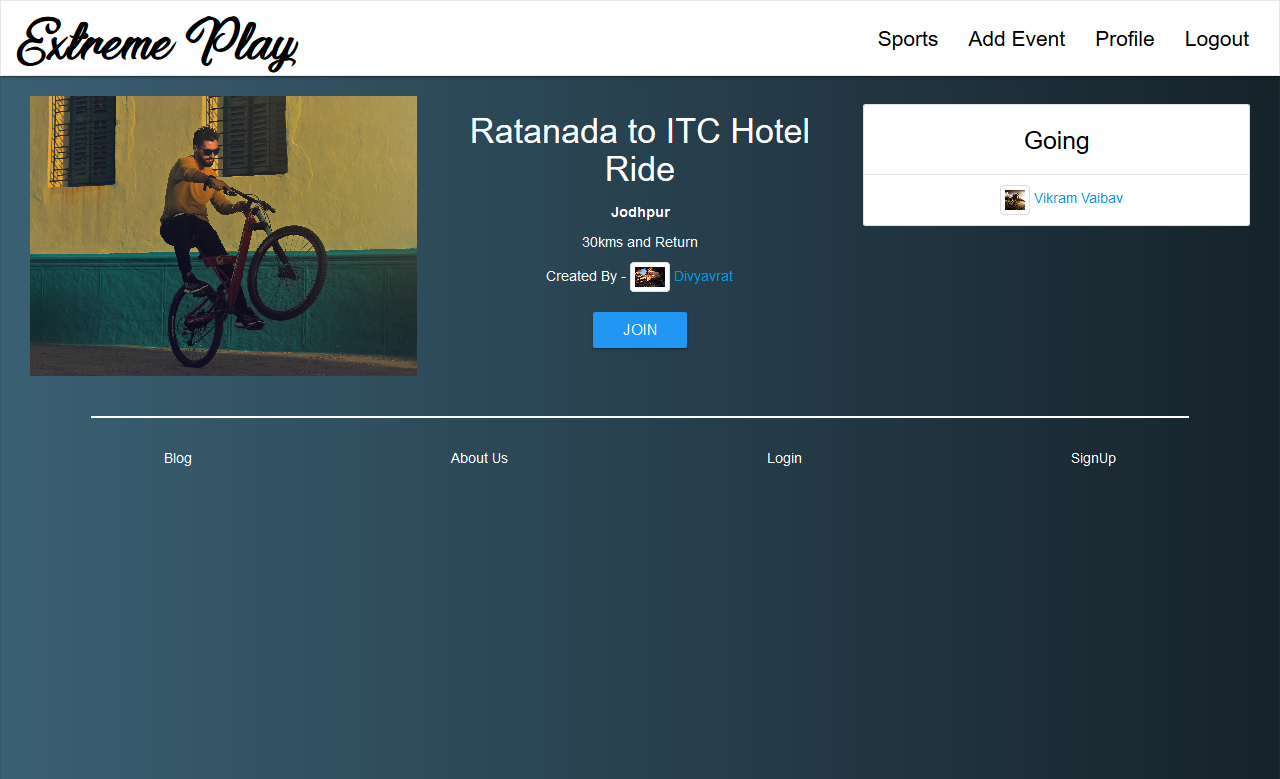 Extreme Play
Sports Add Event Profile Logout
Ratanada to ITC Hotel
Ride
Jodhpur
30kms and Return
Created By - Divyavrat
JOIN
Going
Vikram Vaibav
Blog About Us Login SignUp